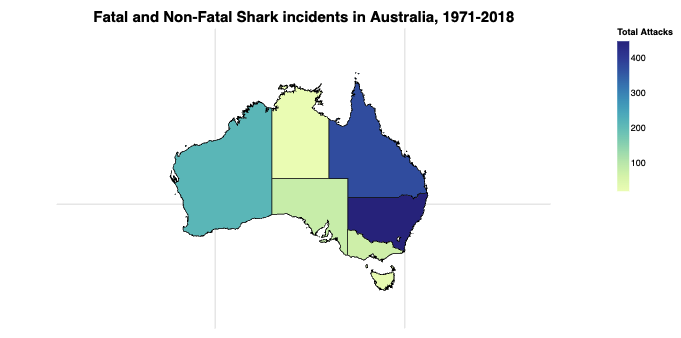 Fatal and Non-Fatal Shark incidents in Australia, 1971-2018
Total Attacks
400
300
200
100